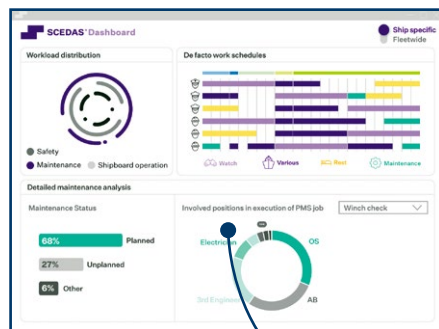 SCEDAS® Dashboard
Ship specific
Fleetwide
Workload distribution
Safety
Maintenance
Shipboard operation
De facto work schedules
Watch
Various
Rest
Maintenance
Detailed maintenance analysis
Maintenance Status
68%
Planned
27%
Unplanned
6%
Other
Involved positions in execution of PMS job
Winch check
Electrician
OS
3rd Engineer
AB